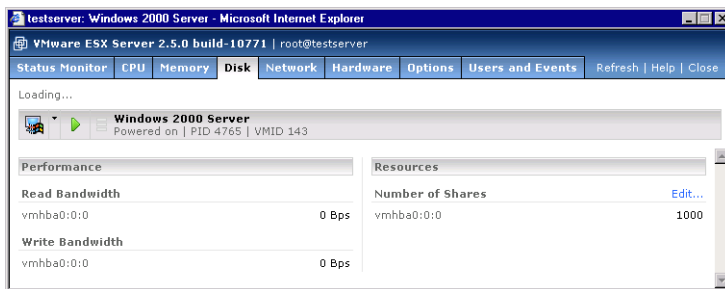 testserver: Windows 2000 Server - Microsoft Internet Explorer
VMware ESX Server 2.5.0 build-10771 | root@testserver
Status Monitor CPU Memory Disk Network Hardware Options Users and Events Refresh | Help | Close
Loading...
Windows 2000 Server
Powered on | PID 4765 | VMID 143
Performance
Read Bandwidth
vmhba0:0:0 0 Bps
Write Bandwidth
vmhba0:0:0 0 Bps
Resources
Number of Shares Edit...
vmhba0:0:0 1000